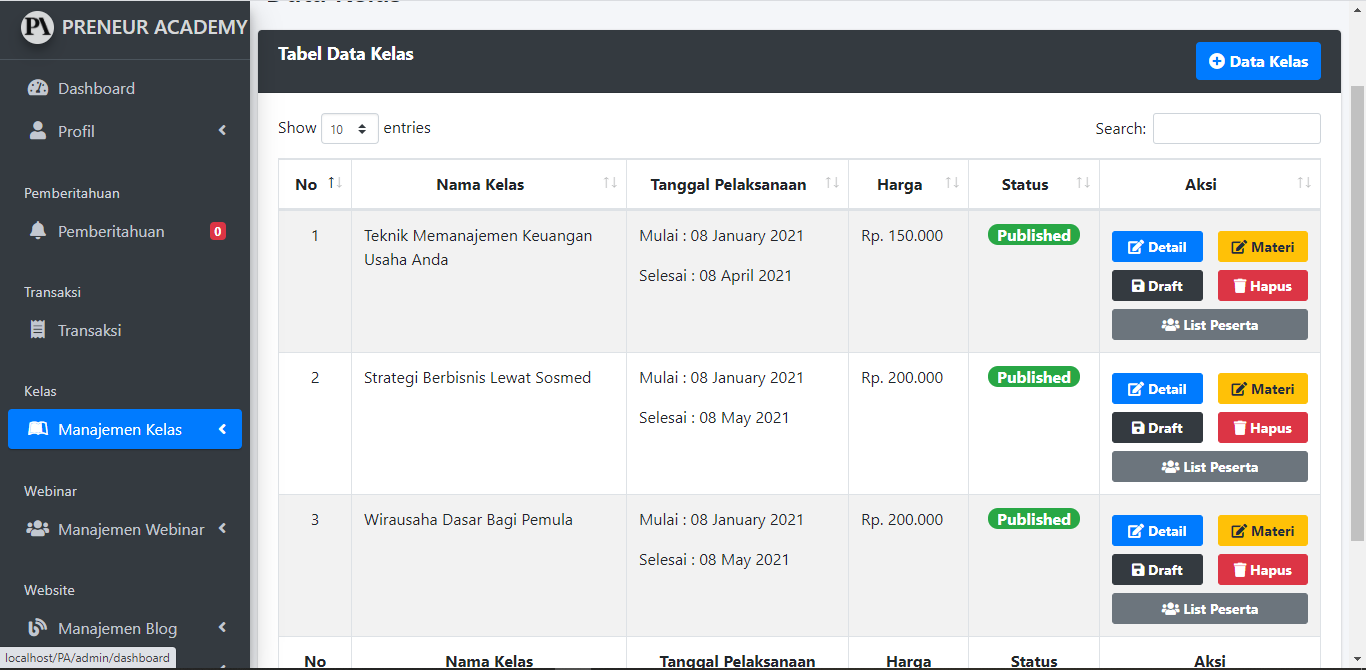 PRENEUR ACADEMY
Dashboard
Profil
Pemberitahuan
Pemberitahuan 0
Transaksi
Transaksi
Kelas
Manajemen Kelas
Webinar
Manajemen Webinar
Website
Manajemen Blog
localhost/PA/admin/dashboard
Data Kelas
Tabel Data Kelas
Data Kelas
Show 10 entries
Search:
No Nama Kelas Tanggal Pelaksanaan Harga Status Aksi
1 Teknik Memanajemen Keuangan Mulai : 08 January 2021 Rp. 150.000 Published
Detail Materi
Usaha Anda
Selesai : 08 April 2021
Draft Hapus
List Peserta
2 Strategi Berbisnis Lewat Sosmed Mulai : 08 January 2021 Rp. 200.000 Published
Detail Materi
Selesai : 08 May 2021
Draft Hapus
List Peserta
3 Wirausaha Dasar Bagi Pemula Mulai : 08 January 2021 Rp. 200.000 Published
Detail Materi
Selesai : 08 May 2021
Draft Hapus
List Peserta
No Nama Kelas Tanggal Pelaksanaan Harga Status Aksi